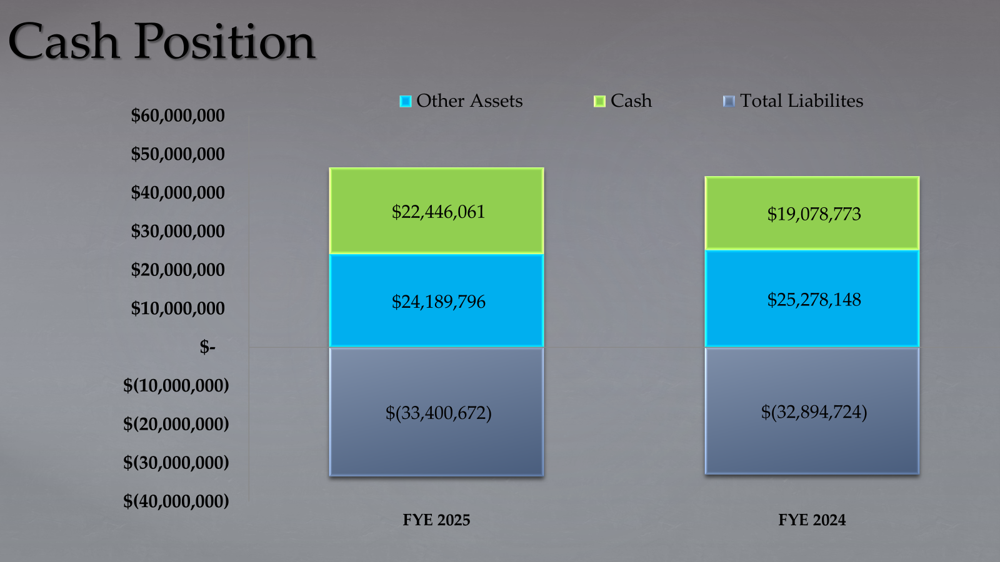 Cash Position
Other Assets
Cash
Total Liabilites
$60,000,000
$50,000,000
$40,000,000
$30,000,000
$20,000,000
$10,000,000
$-
$(10,000,000)
$(20,000,000)
$(30,000,000)
$(40,000,000)
$22,446,061
$24,189,796
$(33,400,672)
$19,078,773
$25,278,148
$(32,894,724)
FYE 2025
FYE 2024